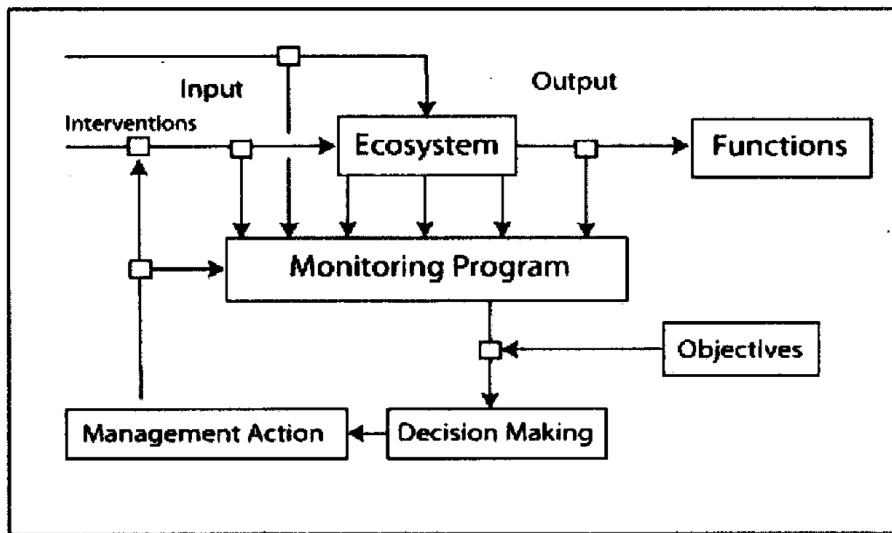 Input
Output
Interventions
Ecosystem
Functions
Monitoring Program
Objectives
Management Action
Decision Making